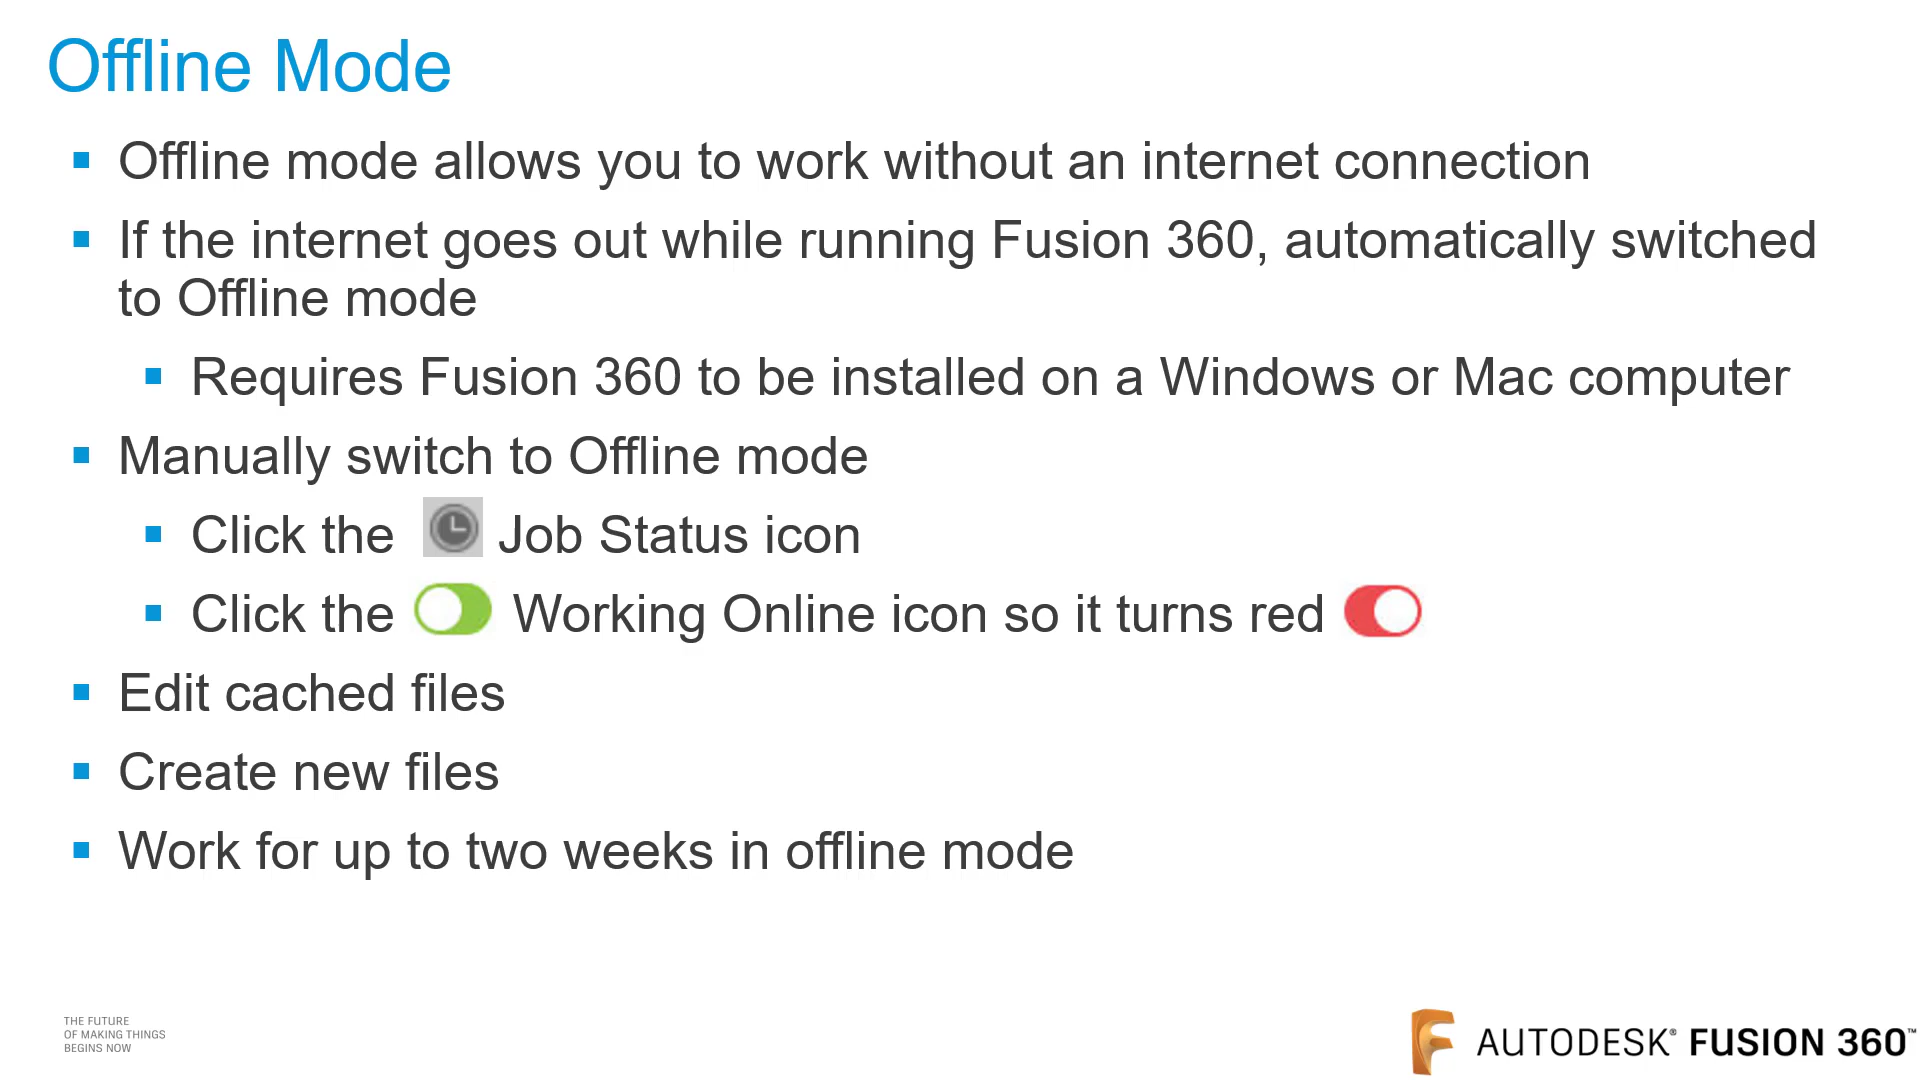 Offline Mode
Offline mode allows you to work without an internet connection
If the internet goes out while running Fusion 360, automatically switched
to Offline mode
Requires Fusion 360 to be installed on a Windows or Mac computer
Manually switch to Offline mode
Click the Job Status icon
Click the Working Online icon so it turns red
Edit cached files
Create new files
Work for up to two weeks in offline mode
THE FUTURE
OF MAKING THINGS
BEGINS NOW
AUTODESK® FUSION 360™